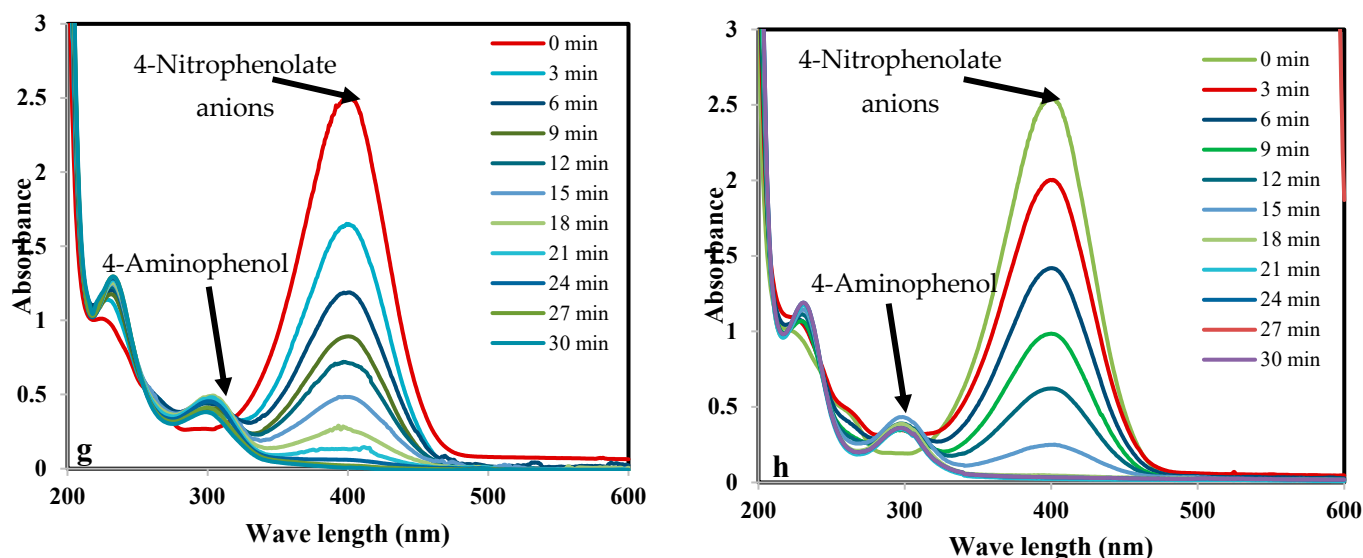 3
2.5
2
1.5
1
0.5
0
Absorbance
4-Nitrophenolate
anions
4-Aminophenol
0 min
3 min
6 min
9 min
12 min
15 min
18 min
21 min
24 min
27 min
30 min
g
200 300 400 500 600
Wave length (nm)
3
2.5
2
1.5
1
0.5
0
Absorbance
4-Nitrophenolate
anions
4-Aminophenol
0 min
3 min
6 min
9 min
12 min
15 min
18 min
21 min
24 min
27 min
30 min
h
200 300 400 500 600
Wave length (nm)